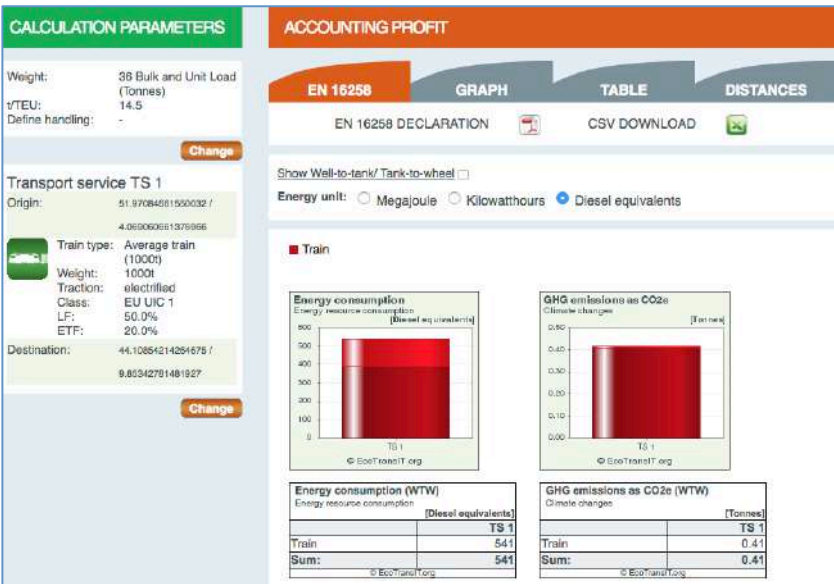 CALCULATION PARAMETERS
Weight: 36 Bulk and Unit Load
(Tonnes)
t/TEU: 14.5
Define handling: -
Change
Transport service TS 1
Origin: 51.97084561550032 /
4.069060661376966
Train type: Average train
(1000t)
Weight: 1000t
Traction: electrified
Class: EU UIC 1
LF: 50.0%
ETF: 20.0%
Destination: 44.10854214264675 /
9.85342781481927
Change
ACCOUNTING PROFIT
EN 16258 GRAPH TABLE DISTANCES
EN 16258 DECLARATION CSV DOWNLOAD
Show Well-to-tank/ Tank-to-wheel
Energy unit: Megajoule Kilowatthours Diesel equivalents
Train
Energy consumption
Energy resource consumption
[Diesel equivalents]
600
500
400
300
200
100
0
TS 1
© EcoTransIT.org
GHG emissions as CO2e
Climate changes
[Tonnes]
0.50
0.40
0.30
0.20
0.10
0.00
TS 1
© EcoTransIT.org
Energy consumption (WTW)
Energy resource consumption
[Diesel equivalents]
TS 1
Train 541
Sum: 541
© EcoTransIT.org
GHG emissions as CO2e (WTW)
Climate changes
[Tonnes]
TS 1
Train 0.41
Sum: 0.41
© EcoTransIT.org